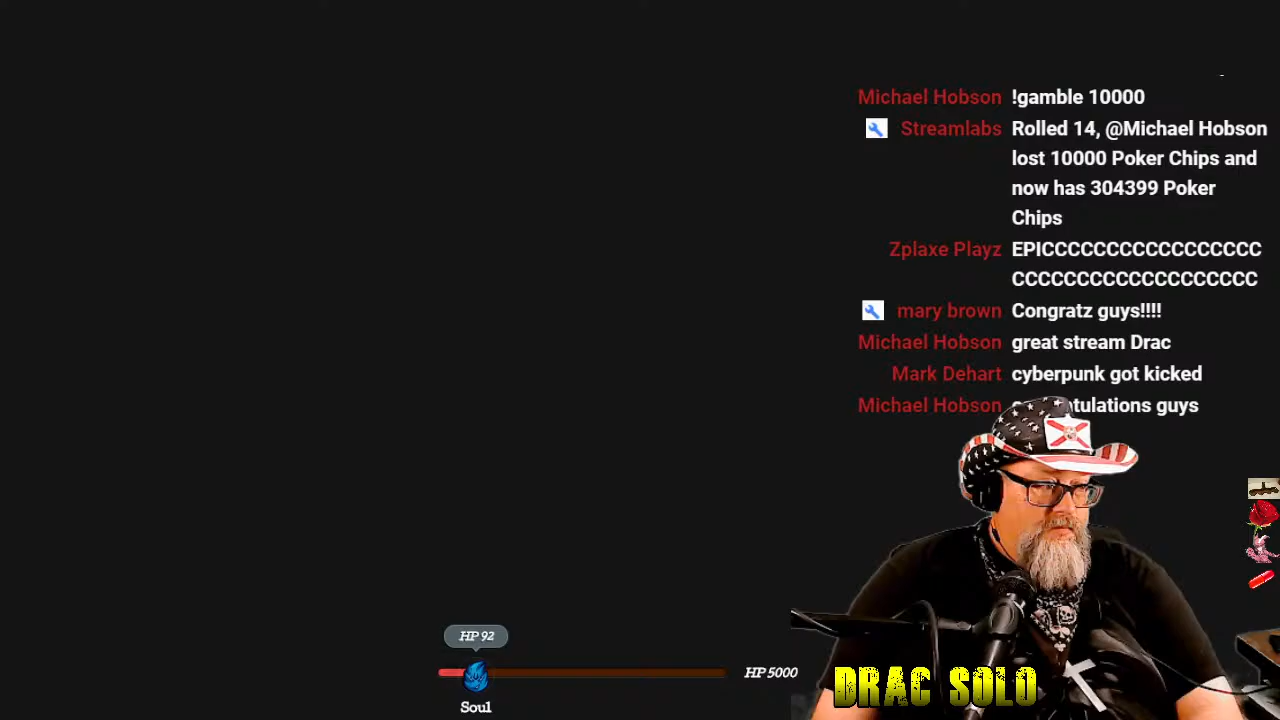 Michael Hobson !gamble 10000
Streamlabs Rolled 14, @Michael Hobson
lost 10000 Poker Chips and
now has 304399 Poker
Chips
Zplaxe Playz EPICCCCCCCCCCCCCCCCC
CCCCCCCCCCCCCCCCCCC
mary brown Congratz guys!!!!
Michael Hobson great stream Drac
Mark Dehart cyberpunk got kicked
Michael Hobson guys
HP 92
HP 5000
Soul
DRAC SOLO